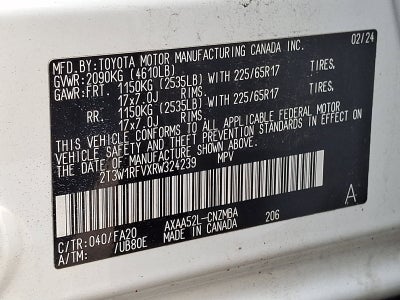 MFD.BY:TOYOTA MOTOR MANUFACTURING CANADA INC. 02/24
GVWR:2090KG (4610LB)
GAWR:FRT. 1150KG (2535LB) WITH 225/65R17 TIRES,
17x7.0J RIMS,
RR. 1150KG (2535LB) WITH 225/65R17 TIRES,
17x7.0J RIMS,
THIS VEHICLE CONFORMS TO ALL APPLICABLE FEDERAL MOTOR
VEHICLE SAFETY AND THEFT PREVENTION STANDARDS IN EFFECT ON
THE DATE OF MANUFACTURE SHOWN ABOVE.
2T3W1RFVXRW324239 MPV
A
C/TR:040/FA20 AXAA52L-CNZMBA 206
A/TM: /UB80E MADE IN CANADA